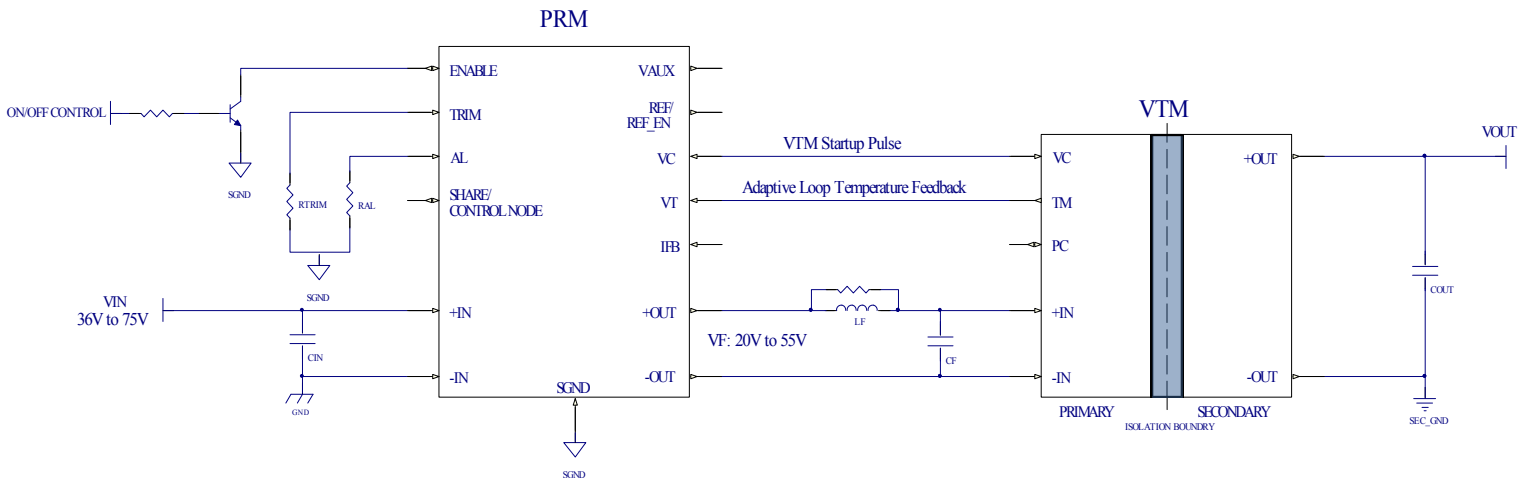 PRM
ENABLE
VAUX
ON/OFF CONTROL
TRIM
REF/
REF_EN
VTM
VOUT
AL
VC
VTM Startup Pulse
VC
+OUT
SGND
RTRIM
RAL
SHARE/
CONTROL NODE
VT
Adaptive Loop Temperature Feedback
TM
IFB
PC
SGND
COUT
VIN
36V to 75V
+IN
+OUT
LF
+IN
VF: 20V to 55V
CIN
CF
-IN
SGND
-OUT
-IN
-OUT
GND
PRIMARY
SECONDARY
ISOLATION BOUNDRY
SEC_GND
SGND